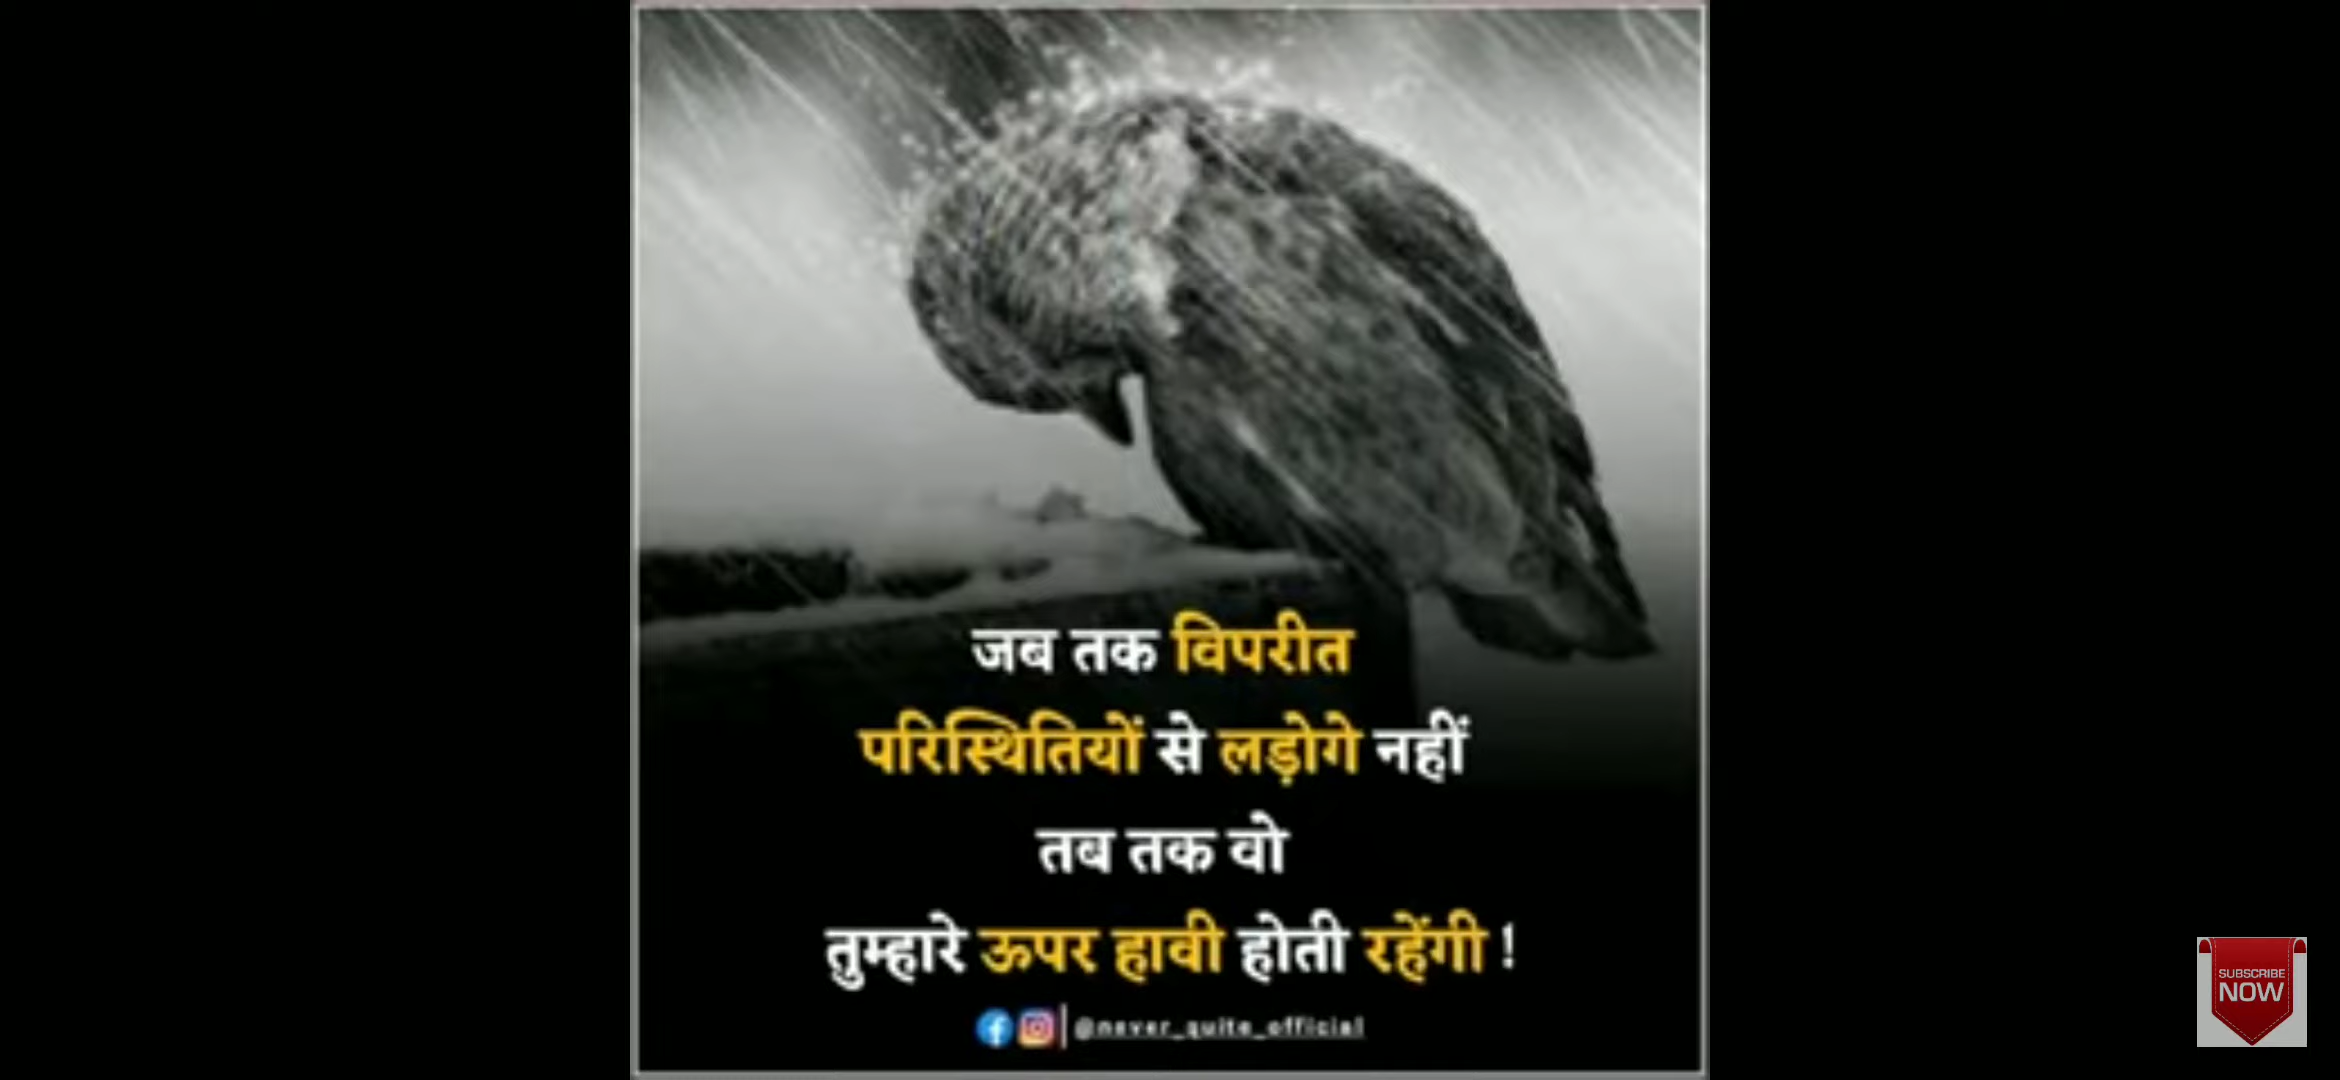 जब तक विपरीत
परिस्थितियों से लड़ोगे नहीं
तब तक वो
तुम्हारे ऊपर हावी होती रहेंगी !
@never_quite_official
SUBSCRIBE
NOW